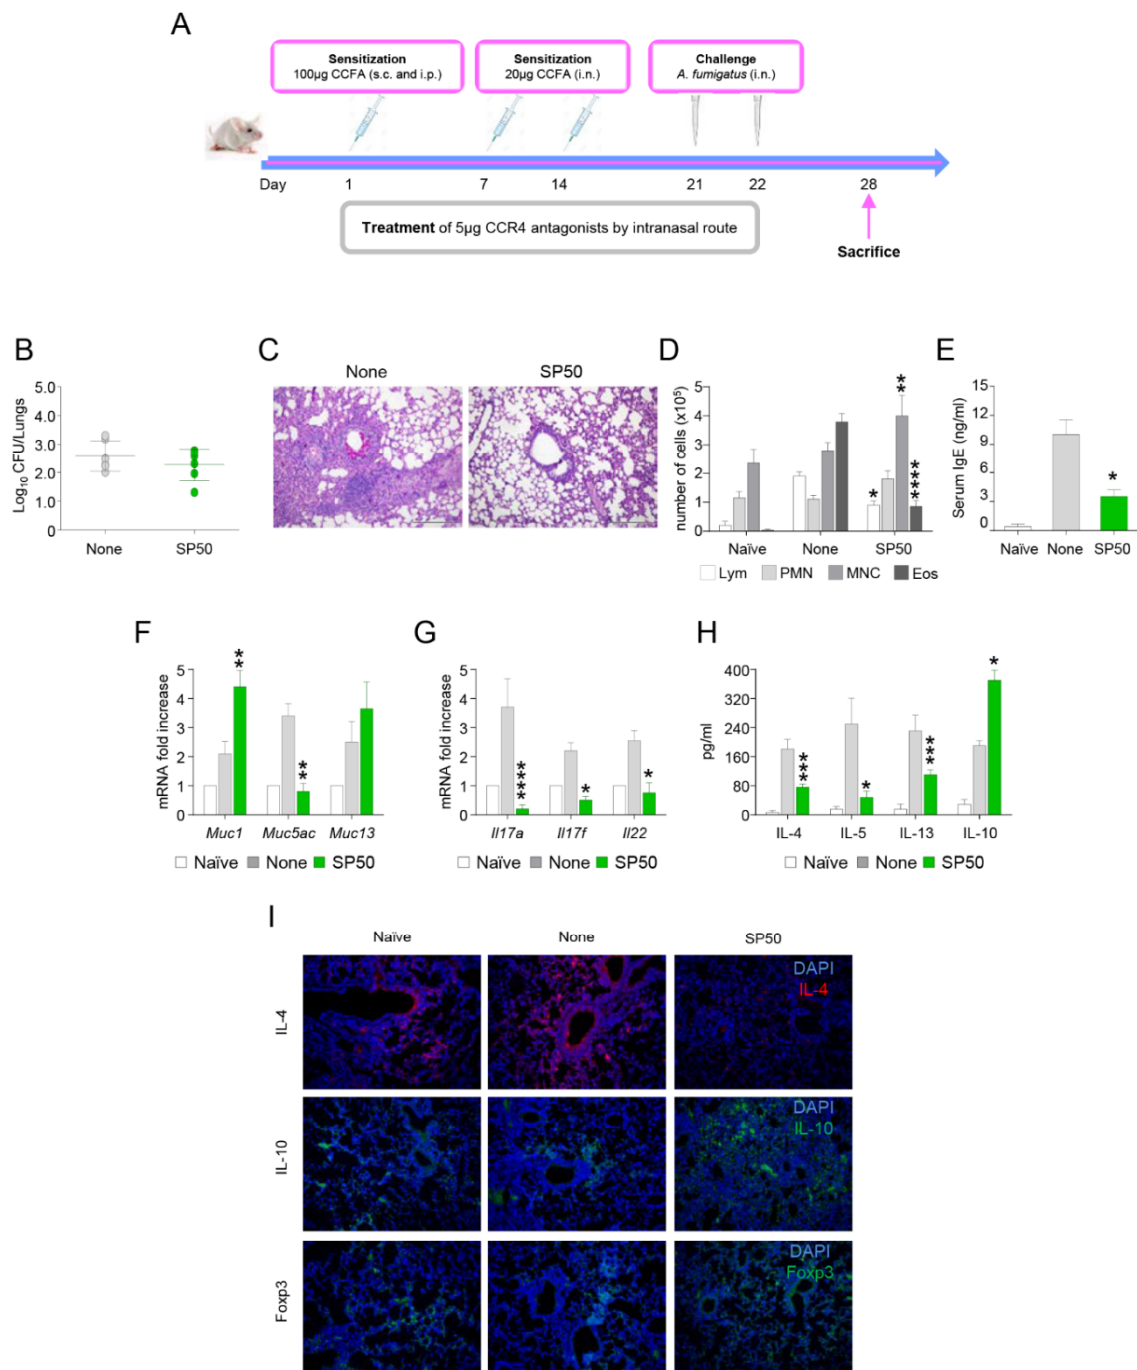 A
Sensitization
100µg CCFA (s.c. and i.p.)
Sensitization
20µg CCFA (i.n.)
Challenge
A. fumigatus (i.n.)
Day 1 7 14 21 22 28
Treatment of 5µg CCR4 antagonists by intranasal route
Sacrifice
B
Log10 CFU/Lungs
5.0
4.0
3.0
2.0
1.0
0
None SP50
C
None SP50
D
number of cells (x10⁵)
5
4
3
2
1
0
* ** ****
Naïve None SP50
Lym PMN MNC Eos
E
Serum IgE (ng/ml)
15
12
9
6
3
0
*
Naïve None SP50
F
mRNA fold increase
5
4
3
2
1
0
** **
Muc1 Muc5ac Muc13
Naïve None SP50
G
mRNA fold increase
5
4
3
2
1
0
**** * *
Il17a Il17f Il22
Naïve None SP50
H
pg/ml
400
320
240
160
80
0
*** * *** *
IL-4 IL-5 IL-13 IL-10
Naïve None SP50
I
Naïve None SP50
IL-4
DAPI
IL-4
IL-10
DAPI
IL-10
Foxp3
DAPI
Foxp3